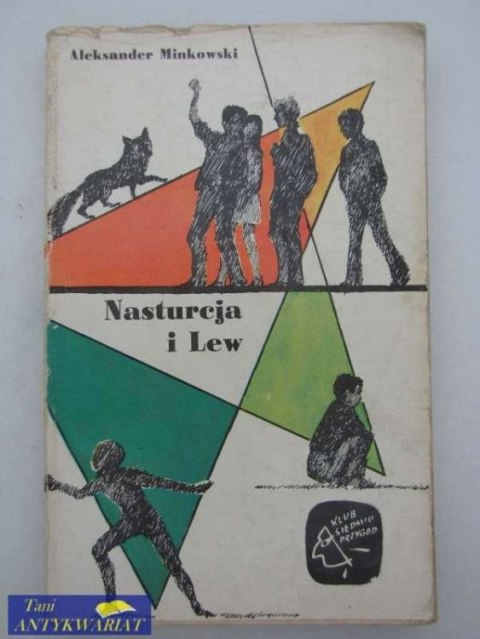 Aleksander Minkowski
Nasturcja
i Lew
KLUB
SIEDMIU
PRZYGÓD
Tani
ANTYKWARIAT